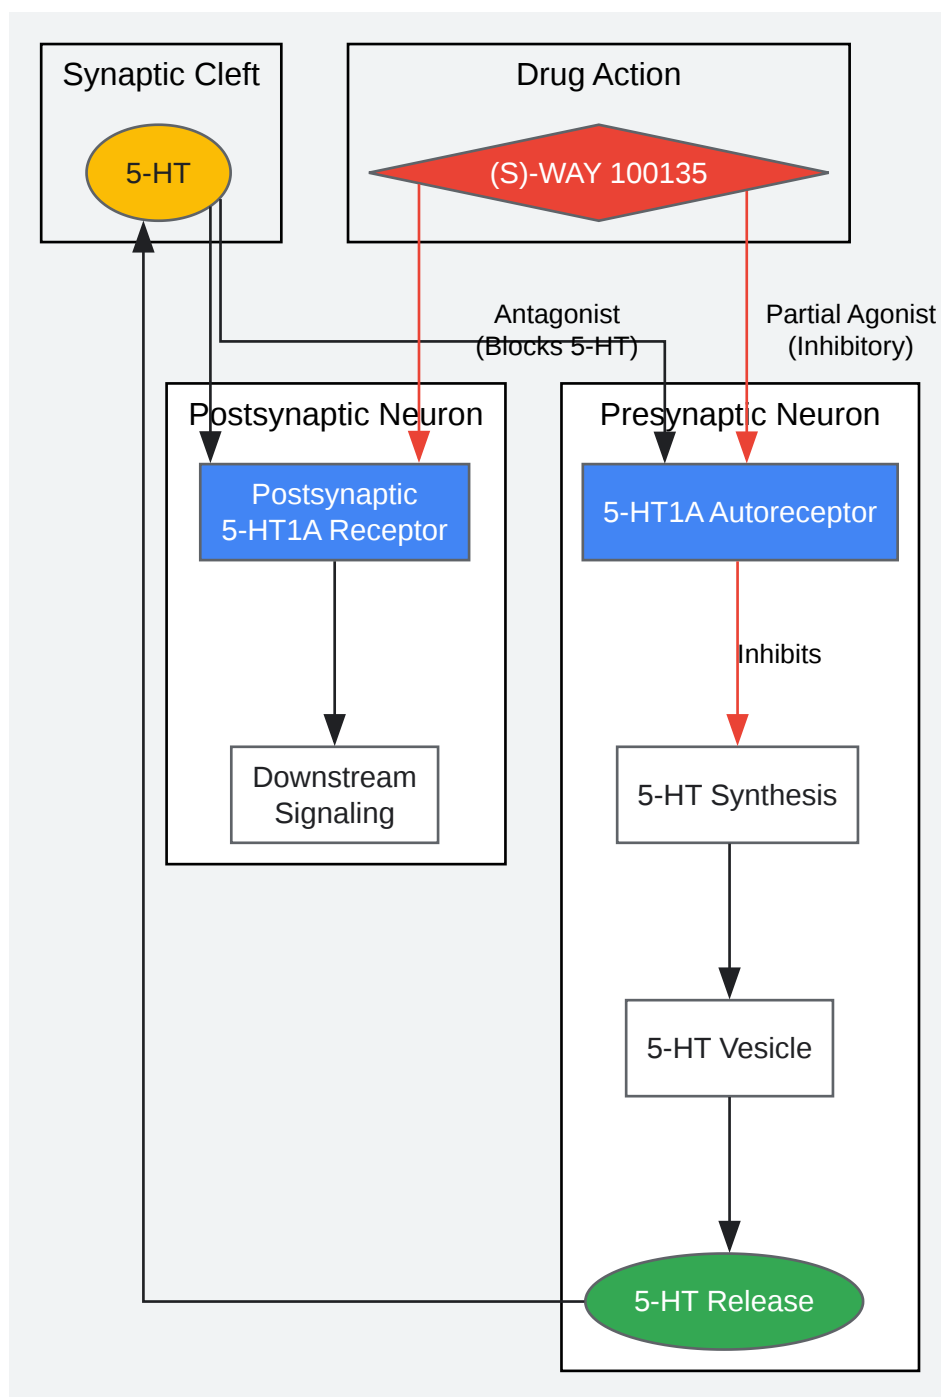 Synaptic Cleft
Drug Action
5-HT
(S)-WAY 100135
Antagonist
(Blocks 5-HT)
Partial Agonist
(Inhibitory)
Postsynaptic Neuron
Presynaptic Neuron
Postsynaptic
5-HT1A Receptor
5-HT1A Autoreceptor
Inhibits
Downstream
Signaling
5-HT Synthesis
5-HT Vesicle
5-HT Release